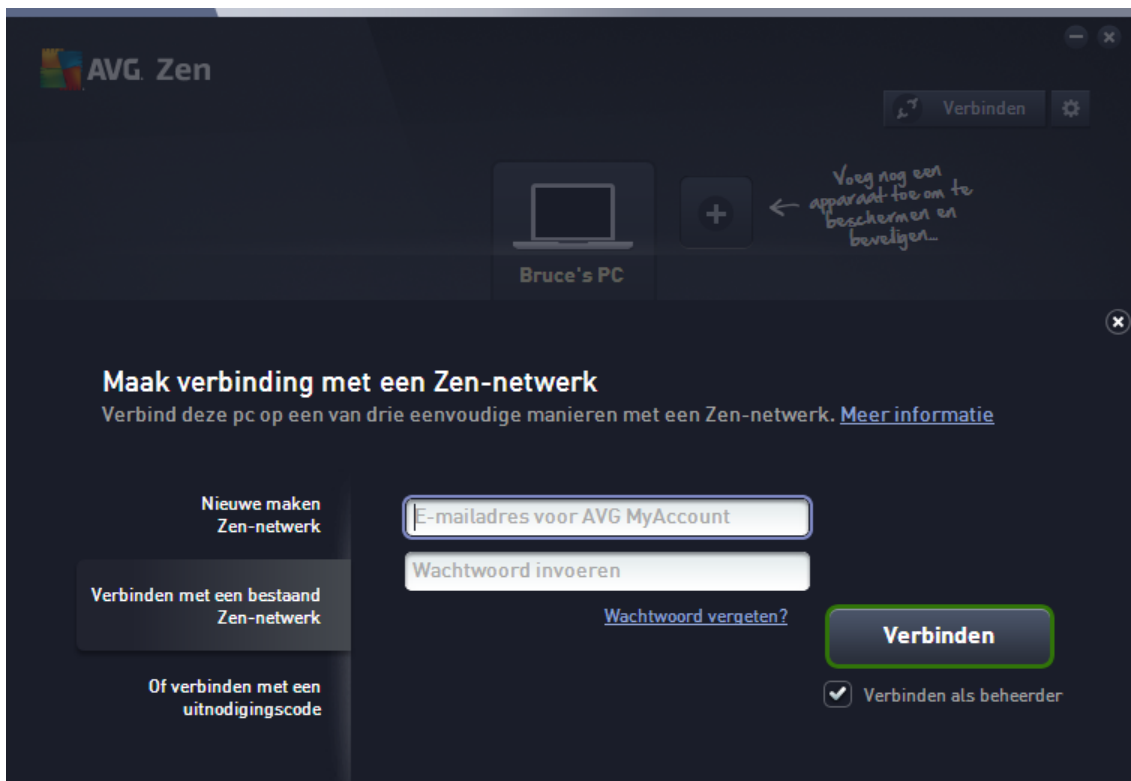 AVG. Zen
Verbinden
Voeg nog een
apparaat toe om te
beschermen en
beveiligen...
Bruce's PC
Maak verbinding met een Zen-netwerk
Verbind deze pc op een van drie eenvoudige manieren met een Zen-netwerk. Meer informatie
Nieuwe maken
Zen-netwerk
Verbinden met een bestaand
Zen-netwerk
Of verbinden met een
uitnodigingscode
E-mailadres voor AVG MyAccount
Wachtwoord invoeren
Wachtwoord vergeten?
Verbinden
Verbinden als beheerder